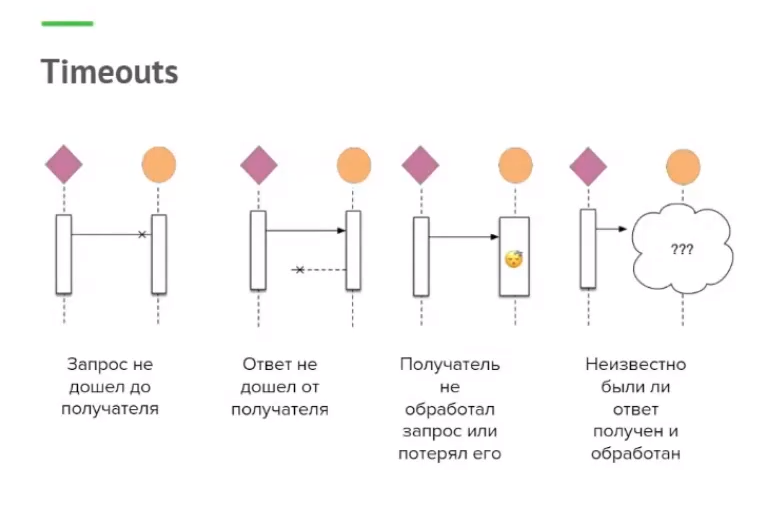 Timeouts
???
Запрос не
дошел до
получателя
Ответ не
дошел от
получателя
Получатель
не
обработал
запрос или
потерял его
Неизвестно
были ли
ответ
получен и
обработан